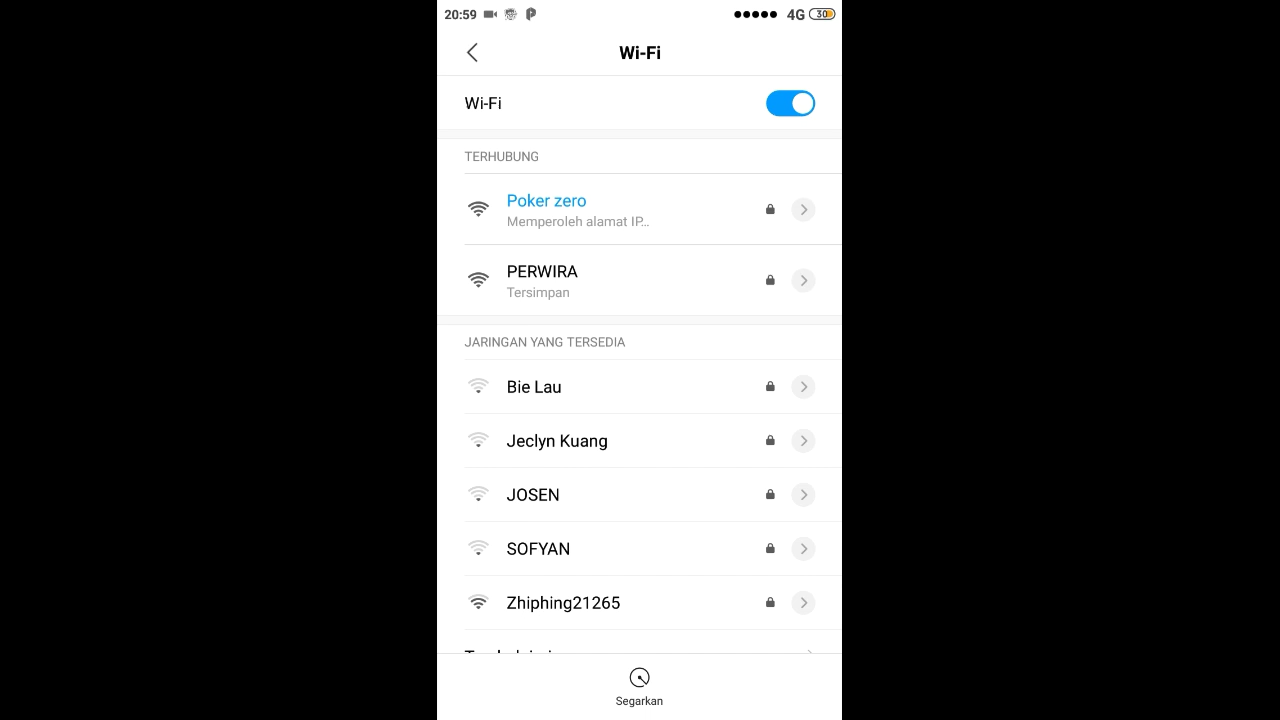 20:59 4G 30
Wi-Fi
Wi-Fi
TERHUBUNG
Poker zero
Memperoleh alamat IP...
PERWIRA
Tersimpan
JARINGAN YANG TERSEDIA
Bie Lau
Jeclyn Kuang
JOSEN
SOFYAN
Zhiphing21265
Segarkan